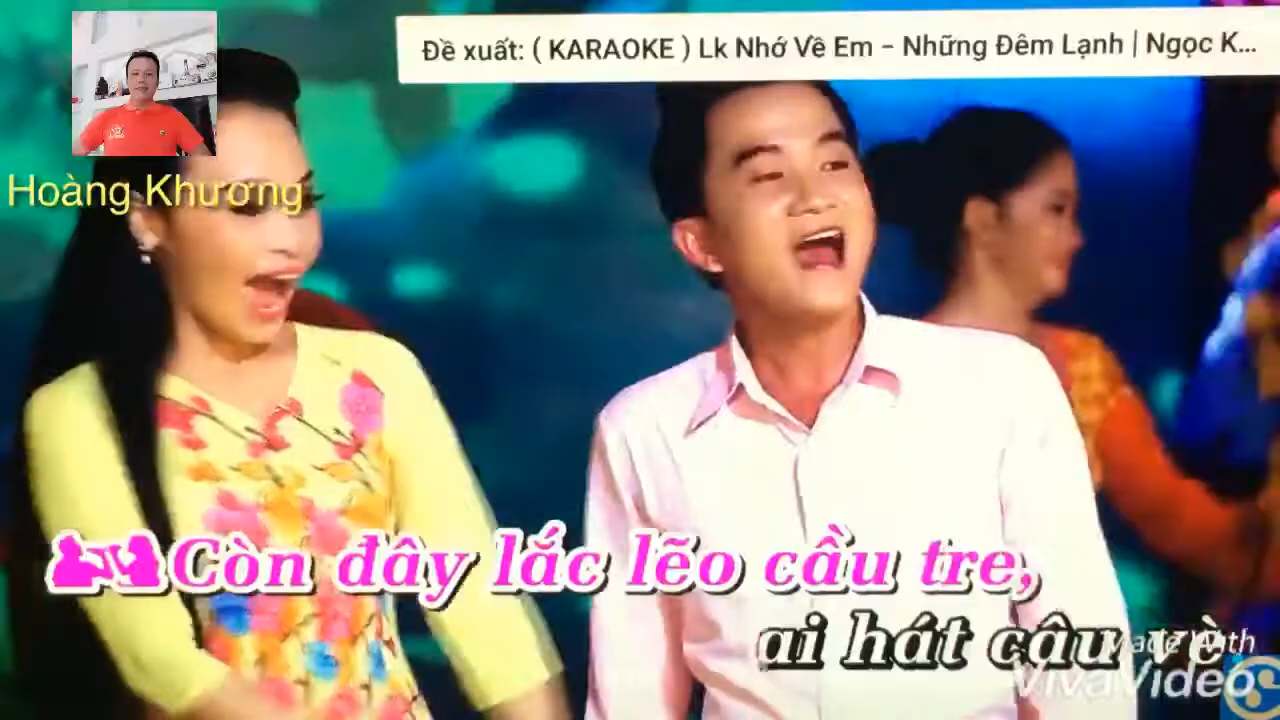 Đề xuất: ( KARAOKE ) Lk Nhớ Về Em - Những Đêm Lạnh | Ngọc K...
Hoàng Khương
Còn đây lắc lẽo cầu tre,
ai hát câu vè
Made With
VivaVideo